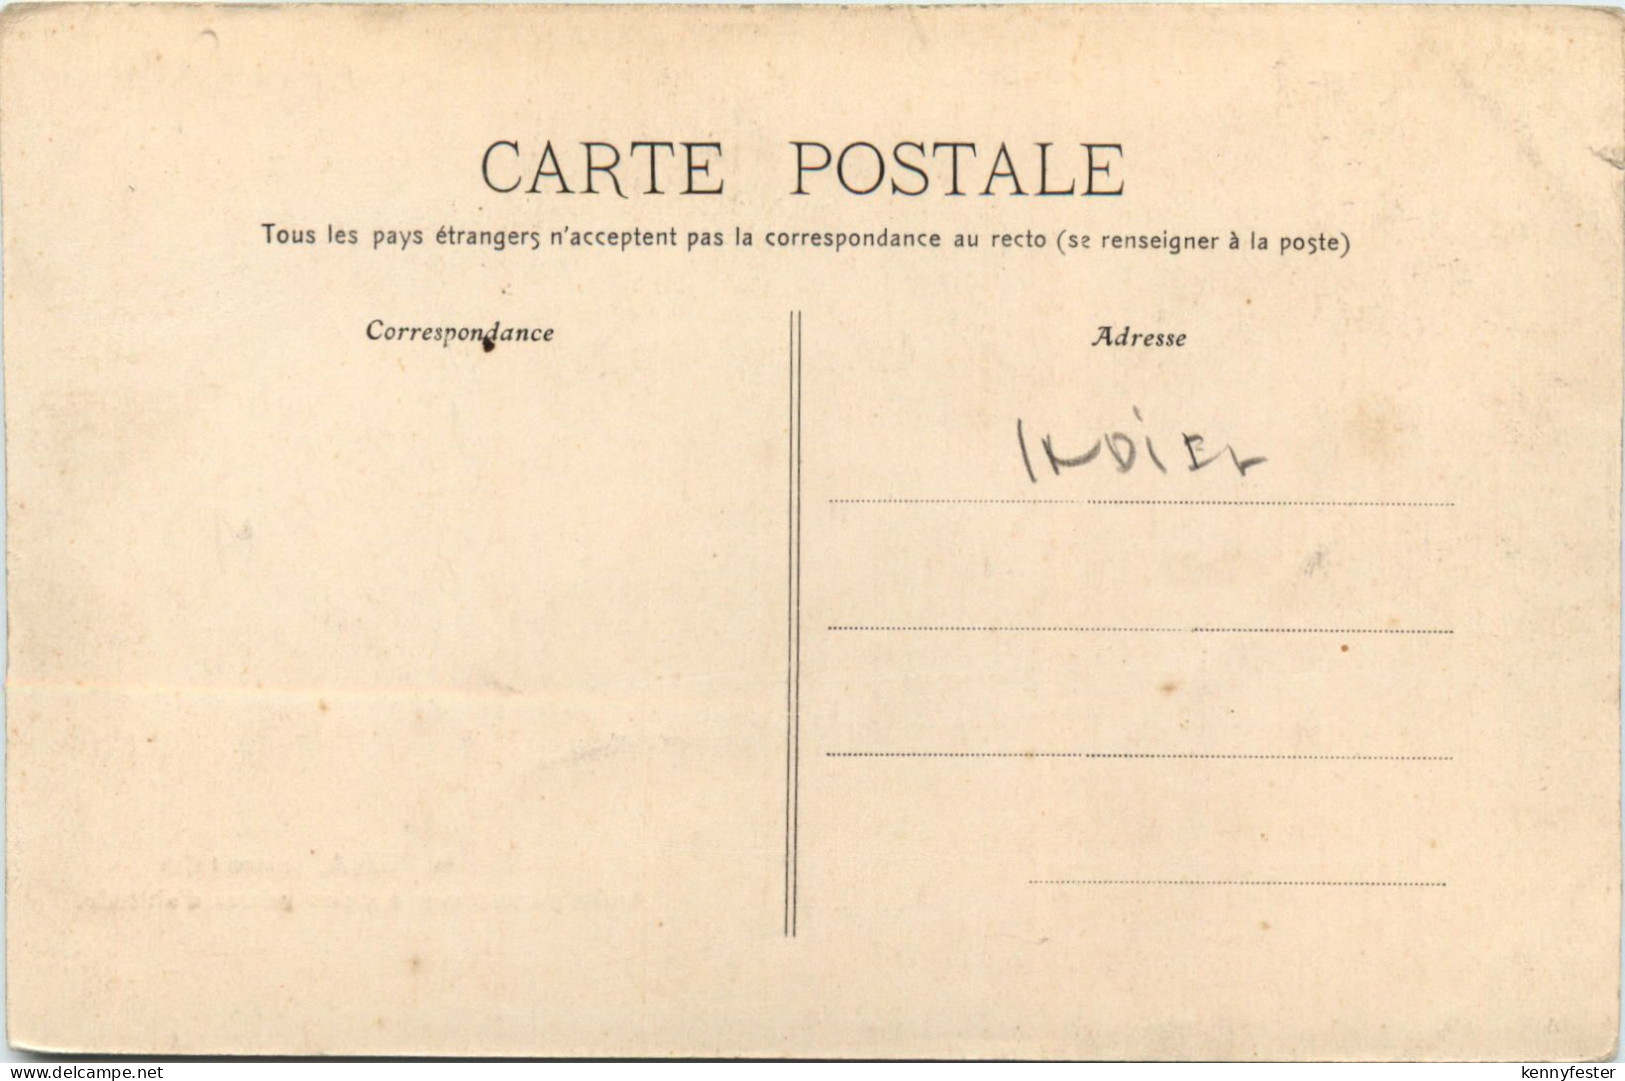 CARTE POSTALE
Tous les pays étrangers n'acceptent pas la correspondance au recto (se renseigner à la poste)
Correspondance
Adresse
INDIEN
delcampe.net
kennyfester